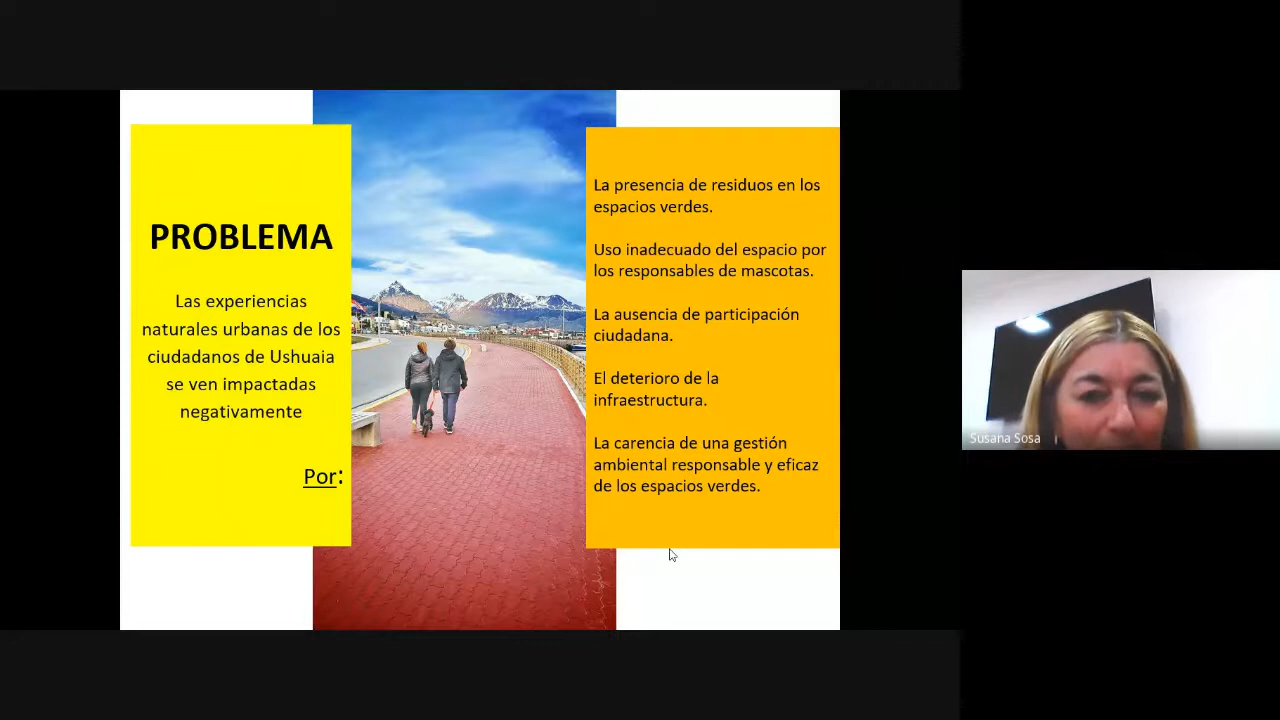 PROBLEMA
Las experiencias
naturales urbanas de los
ciudadanos de Ushuaia
se ven impactadas
negativamente
Por:
La presencia de residuos en los
espacios verdes.
Uso inadecuado del espacio por
los responsables de mascotas.
La ausencia de participación
ciudadana.
El deterioro de la
infraestructura.
La carencia de una gestión
ambiental responsable y eficaz
de los espacios verdes.
Susana Sosa